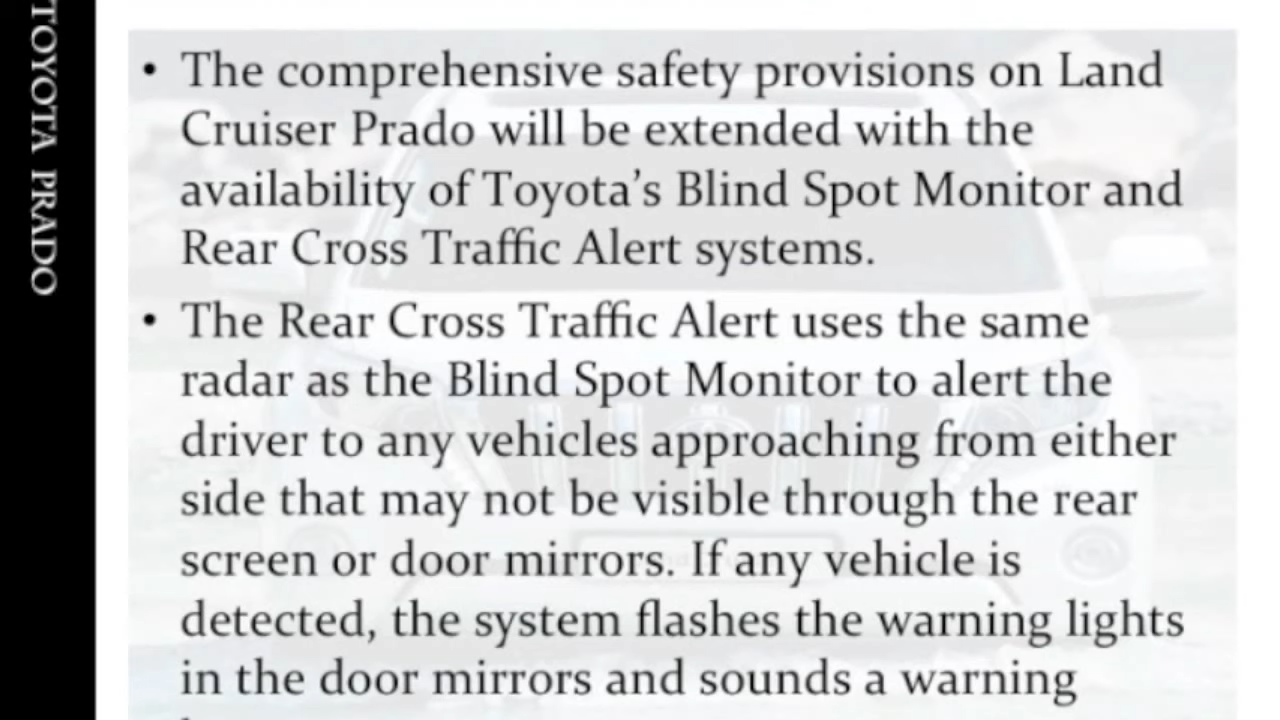 TOYOTA PRADO
• The comprehensive safety provisions on Land
Cruiser Prado will be extended with the
availability of Toyota’s Blind Spot Monitor and
Rear Cross Traffic Alert systems.
• The Rear Cross Traffic Alert uses the same
radar as the Blind Spot Monitor to alert the
driver to any vehicles approaching from either
side that may not be visible through the rear
screen or door mirrors. If any vehicle is
detected, the system flashes the warning lights
in the door mirrors and sounds a warning